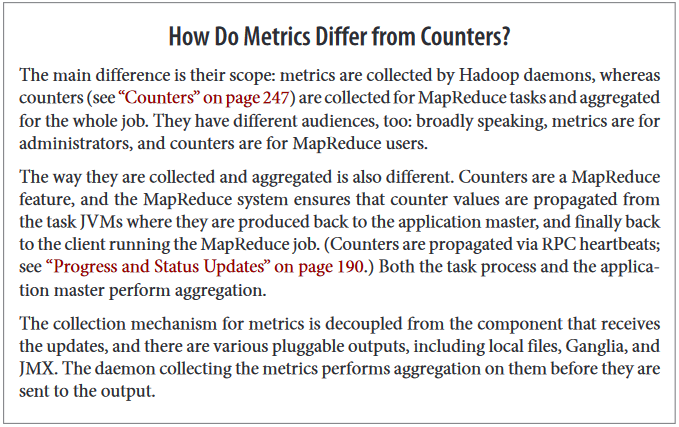 How Do Metrics Differ from Counters?
The main difference is their scope: metrics are collected by Hadoop daemons, whereas
counters (see “Counters” on page 247) are collected for MapReduce tasks and aggregated
for the whole job. They have different audiences, too: broadly speaking, metrics are for
administrators, and counters are for MapReduce users.
The way they are collected and aggregated is also different. Counters are a MapReduce
feature, and the MapReduce system ensures that counter values are propagated from
the task JVMs where they are produced back to the application master, and finally back
to the client running the MapReduce job. (Counters are propagated via RPC heartbeats;
see “Progress and Status Updates” on page 190.) Both the task process and the applica-
tion master perform aggregation.
The collection mechanism for metrics is decoupled from the component that receives
the updates, and there are various pluggable outputs, including local files, Ganglia, and
JMX. The daemon collecting the metrics performs aggregation on them before they are
sent to the output.